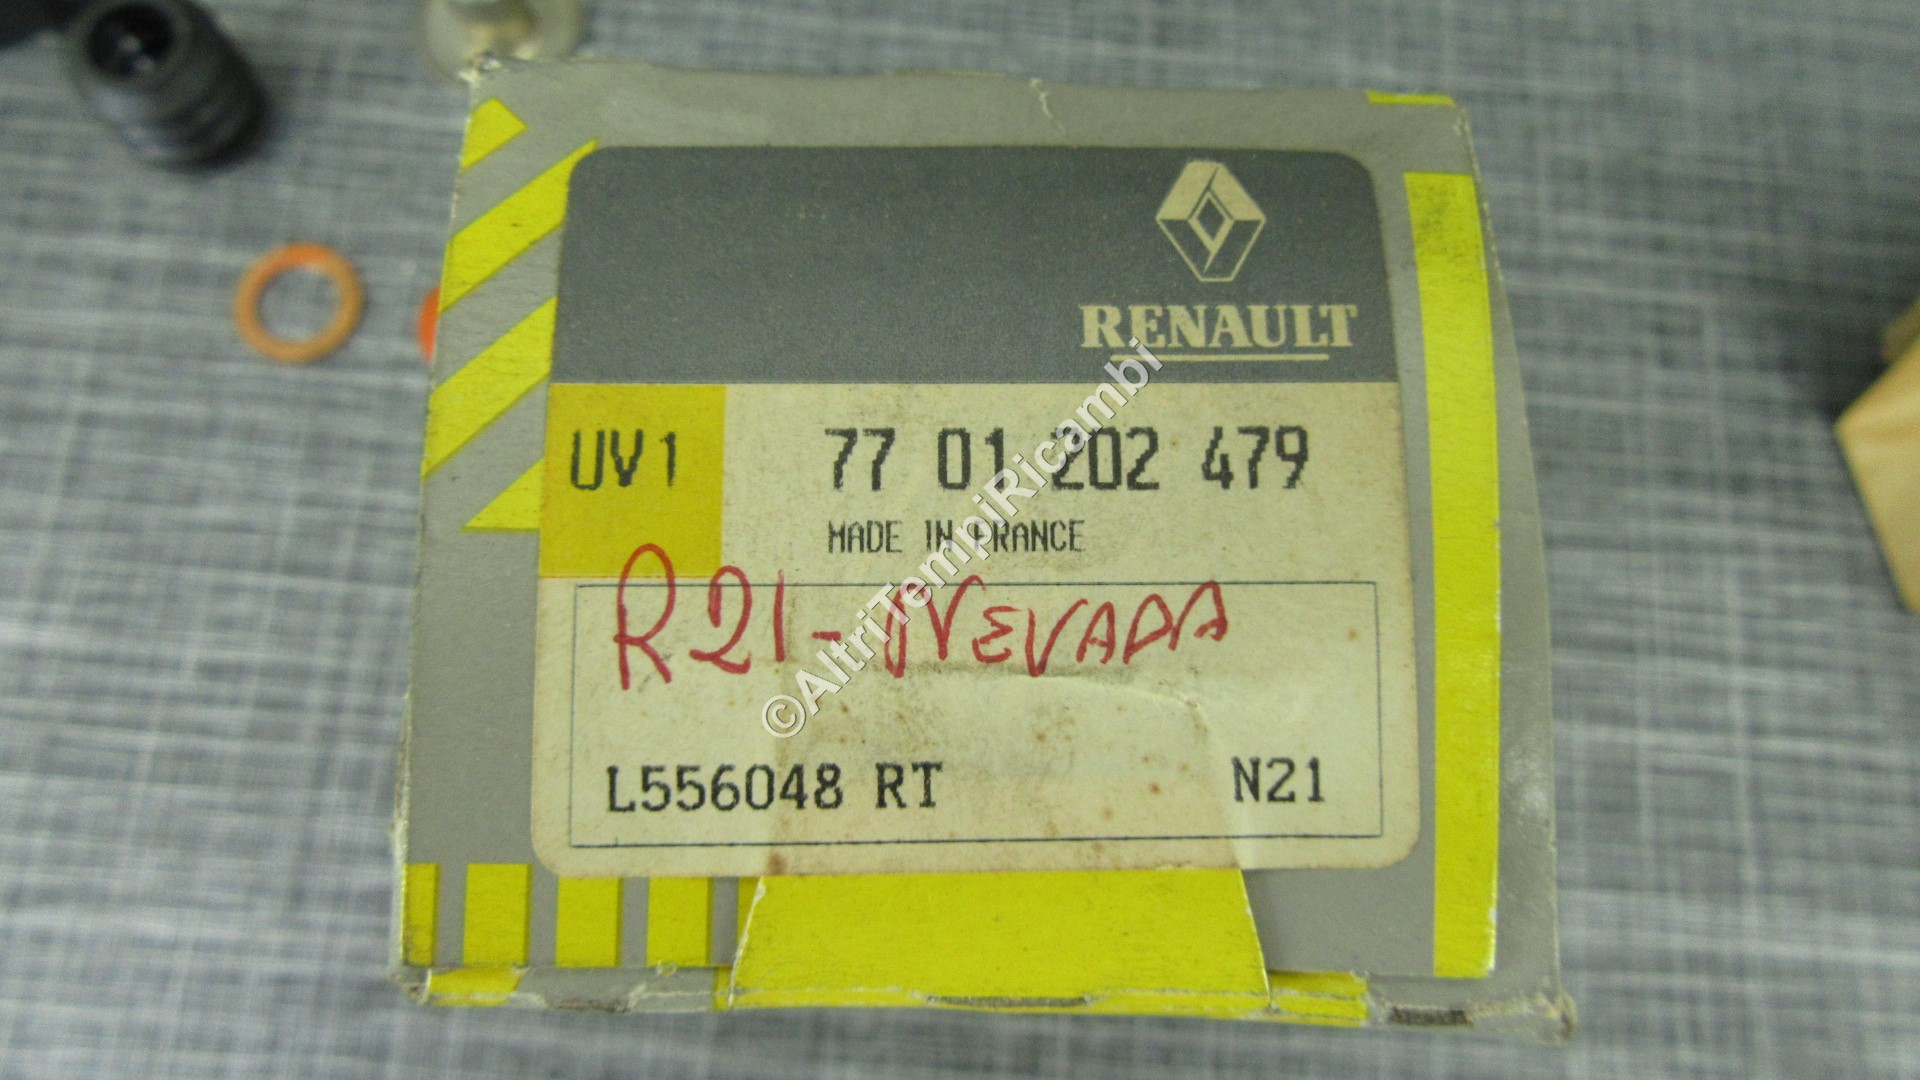 RENAULT
UV1 77 01 202 479
MADE IN FRANCE
R21-NEVADA
L556048 RT N21
©AltriTempiRicambi